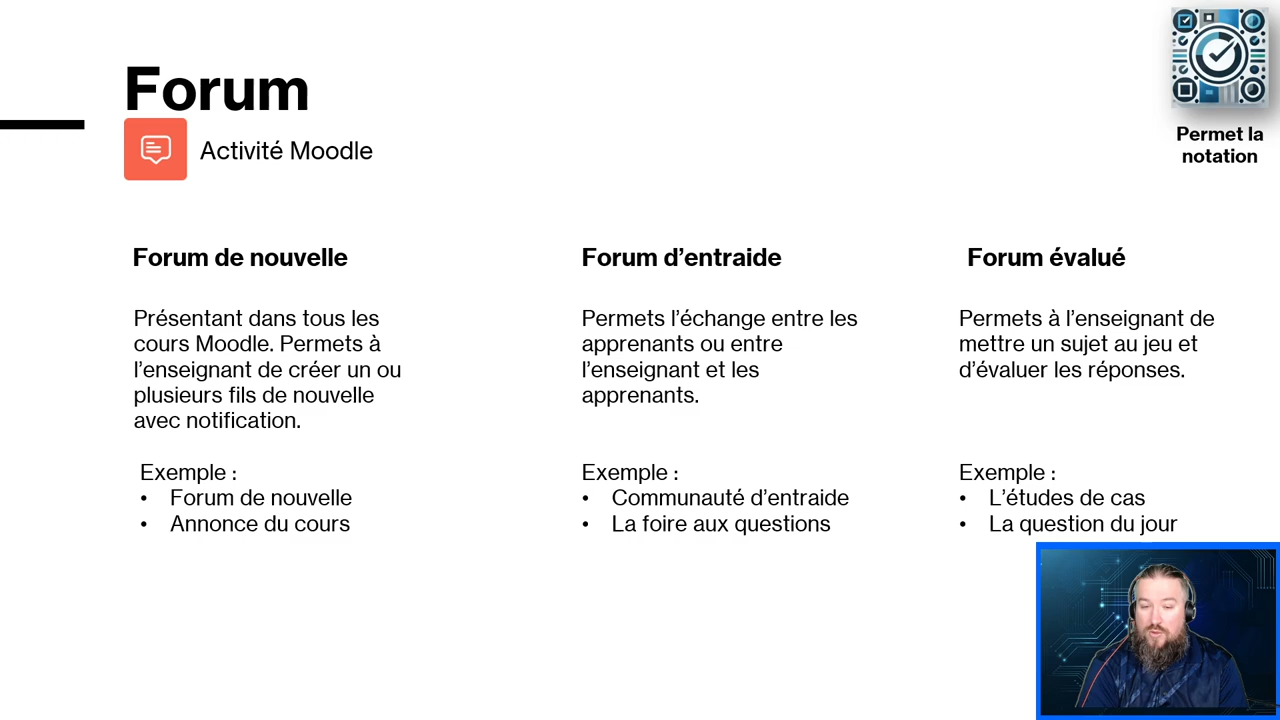 Forum
Activité Moodle
Permet la
notation
Forum de nouvelle
Présentant dans tous les
cours Moodle. Permets à
l’enseignant de créer un ou
plusieurs fils de nouvelle
avec notification.
Exemple :
• Forum de nouvelle
• Annonce du cours
Forum d’entraide
Permets l’échange entre les
apprenants ou entre
l’enseignant et les
apprenants.
Exemple :
• Communauté d’entraide
• La foire aux questions
Forum évalué
Permets à l’enseignant de
mettre un sujet au jeu et
d’évaluer les réponses.
Exemple :
• L’études de cas
• La question du jour